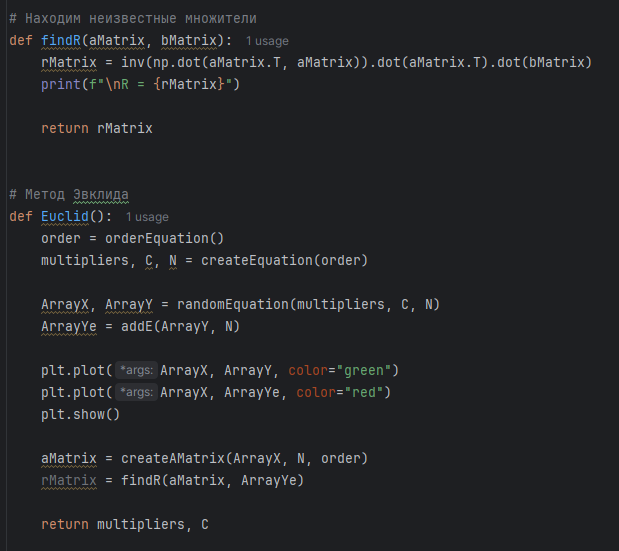 # Находим неизвестные множители
def findR(aMatrix, bMatrix): 1 usage
    rMatrix = inv(np.dot(aMatrix.T, aMatrix)).dot(aMatrix.T).dot(bMatrix)
    print(f"\nR = {rMatrix}")
    return rMatrix
# Метод Эвклида
def Euclid(): 1 usage
    order = orderEquation()
    multipliers, C, N = createEquation(order)
    ArrayX, ArrayY = randomEquation(multipliers, C, N)
    ArrayYe = addE(ArrayY, N)
    plt.plot( *args: ArrayX, ArrayY, color="green")
    plt.plot( *args: ArrayX, ArrayYe, color="red")
    plt.show()
    aMatrix = createAMatrix(ArrayX, N, order)
    rMatrix = findR(aMatrix, ArrayYe)
    return multipliers, C